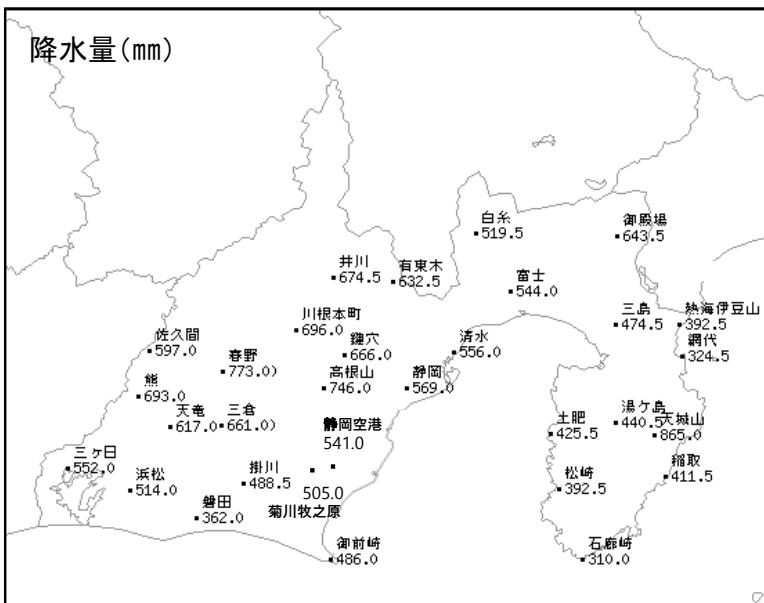 降水量(mm)
白糸
519.5
御殿場
643.5
井川
674.5
有東木
632.5
富士
544.0
川根本町
696.0
三島
474.5
熱海伊豆山
392.5
佐久間
597.0
鍵穴
666.0
清水
556.0
網代
324.5
春野
773.0)
高根山
746.0
静岡
569.0
熊
693.0
天竜
617.0
三倉
661.0)
静岡空港
541.0
土肥
425.5
湯ケ島
440.5
天城山
865.0
三ヶ日
552.0
浜松
514.0
掛川
488.5
505.0
菊川牧之原
松崎
392.5
稲取
411.5
磐田
362.0
御前崎
486.0
石廊崎
310.0